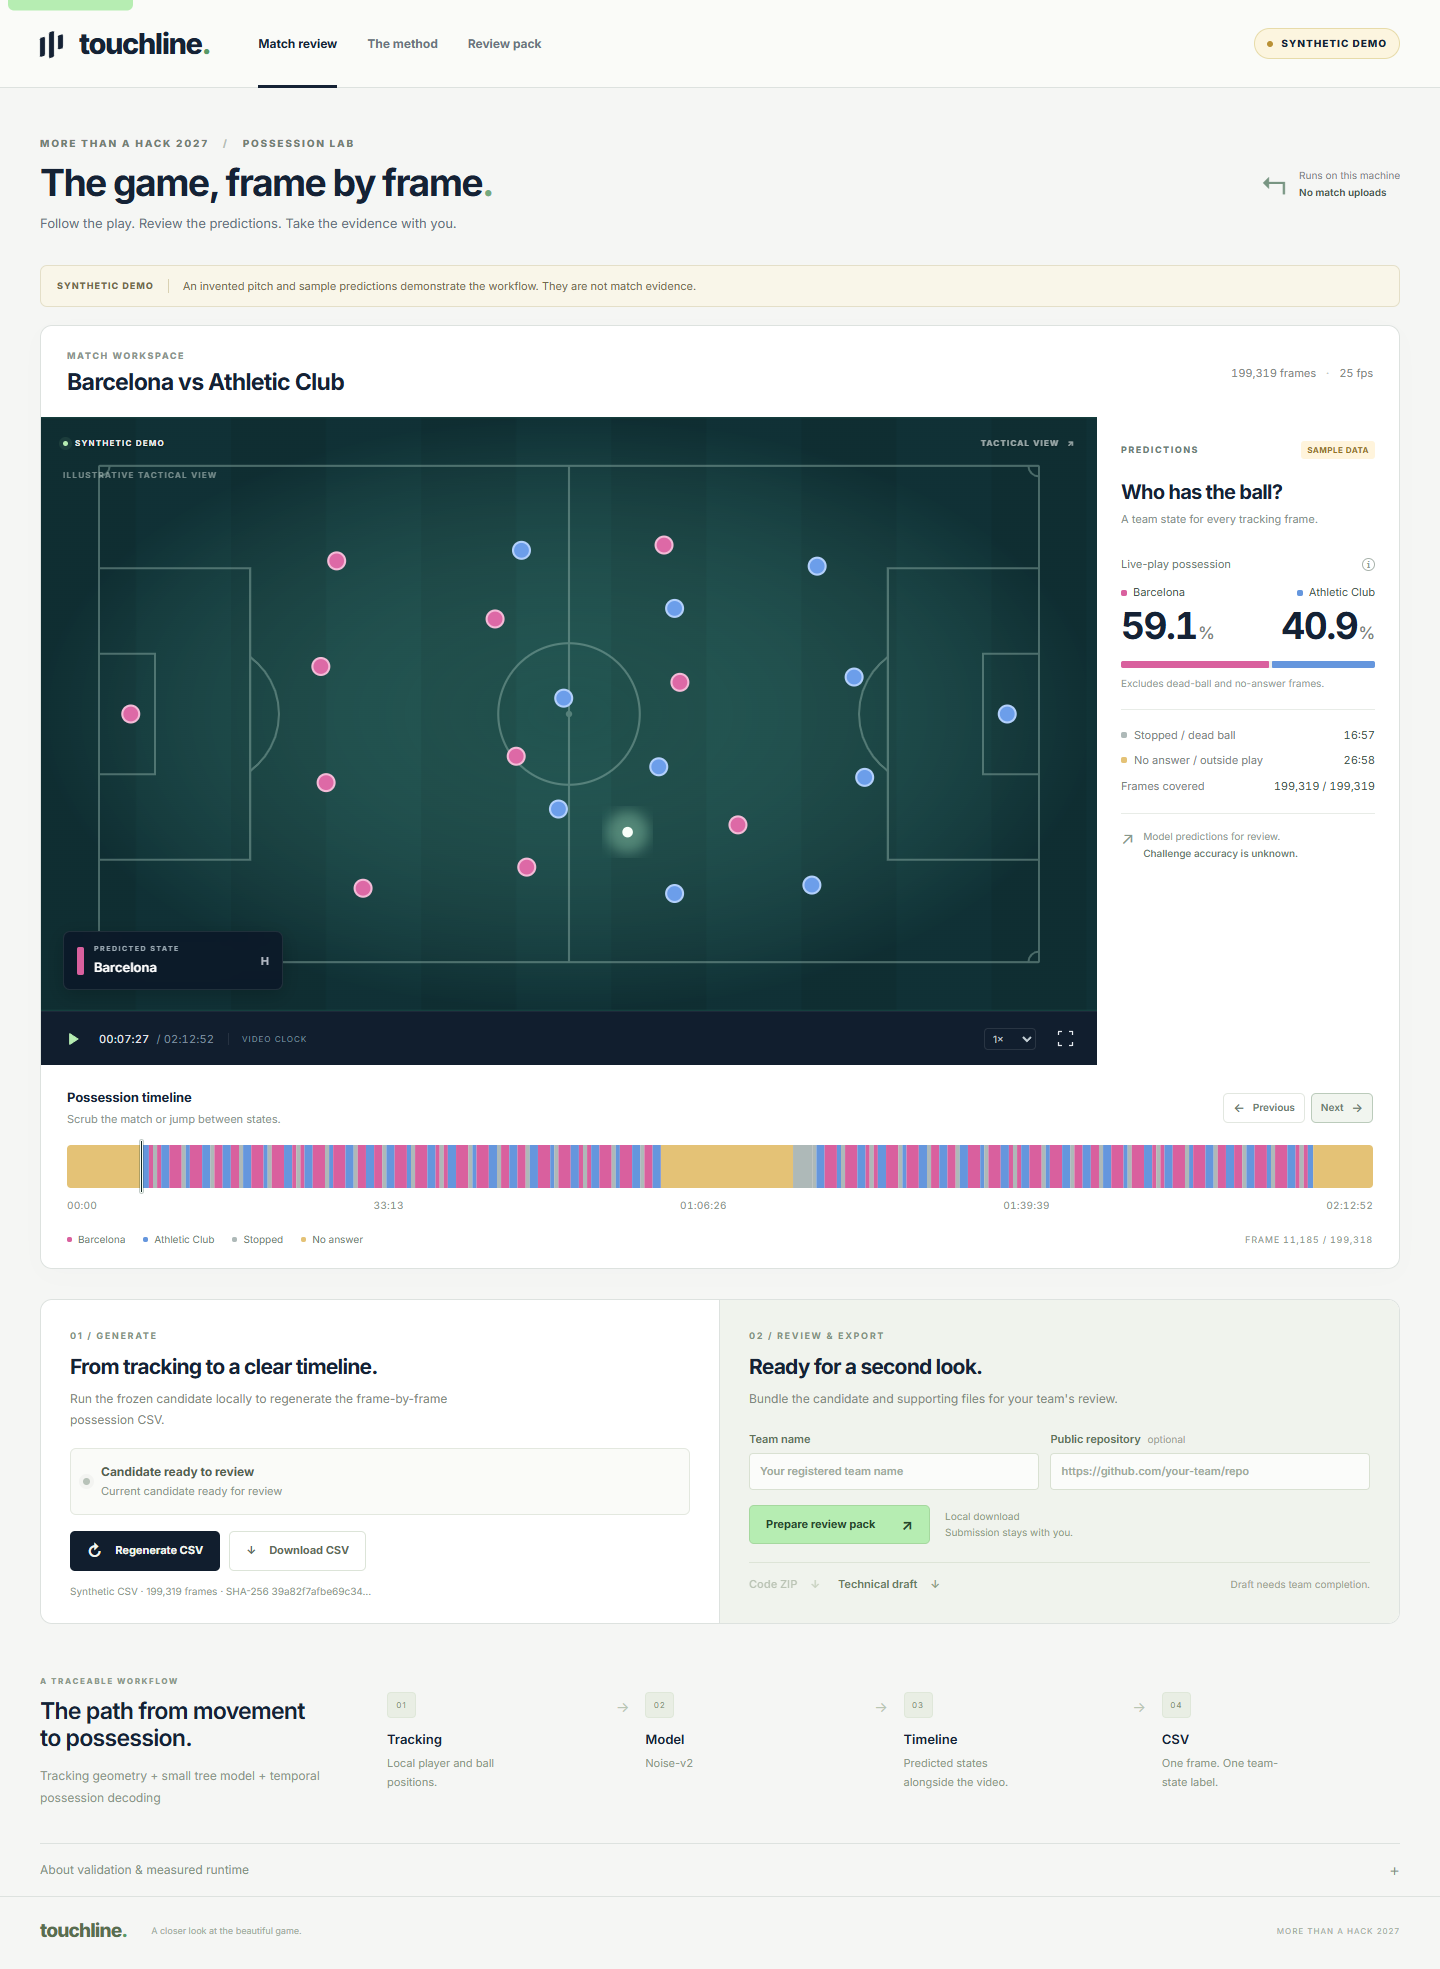 touchline.
Match review
The method
Review pack
SYNTHETIC DEMO
MORE THAN A HACK 2027 / POSSESSION LAB
The game, frame by frame.
Follow the play. Review the predictions. Take the evidence with you.
Runs on this machine
No match uploads
SYNTHETIC DEMO
An invented pitch and sample predictions demonstrate the workflow. They are not match evidence.
MATCH WORKSPACE
Barcelona vs Athletic Club
199,319 frames · 25 fps
SYNTHETIC DEMO
TACTICAL VIEW
ILLUSTRATIVE TACTICAL VIEW
PREDICTED STATE
Barcelona
H
00:07:27 / 02:12:52
VIDEO CLOCK
1×
PREDICTIONS
SAMPLE DATA
Who has the ball?
A team state for every tracking frame.
Live-play possession
Barcelona
Athletic Club
59.1%
40.9%
Excludes dead-ball and no-answer frames.
Stopped / dead ball 16:57
No answer / outside play 26:58
Frames covered 199,319 / 199,319
Model predictions for review.
Challenge accuracy is unknown.
Possession timeline
Scrub the match or jump between states.
← Previous
Next →
00:00
33:13
01:06:26
01:39:39
02:12:52
Barcelona
Athletic Club
Stopped
No answer
FRAME 11,185 / 199,318
01 / GENERATE
From tracking to a clear timeline.
Run the frozen candidate locally to regenerate the frame-by-frame
possession CSV.
Candidate ready to review
Current candidate ready for review
Regenerate CSV
Download CSV
Synthetic CSV · 199,319 frames · SHA-256 39a82f7afbe69c34…
02 / REVIEW & EXPORT
Ready for a second look.
Bundle the candidate and supporting files for your team's review.
Team name
Public repository optional
Your registered team name
https://github.com/your-team/repo
Prepare review pack
Local download
Submission stays with you.
Code ZIP
Technical draft
Draft needs team completion.
A TRACEABLE WORKFLOW
The path from movement
to possession.
Tracking geometry + small tree model + temporal
possession decoding
01
Tracking
Local player and ball
positions.
02
Model
Noise-v2
03
Timeline
Predicted states
alongside the video.
04
CSV
One frame. One team-
state label.
About validation & measured runtime
+
touchline.
A closer look at the beautiful game.
MORE THAN A HACK 2027